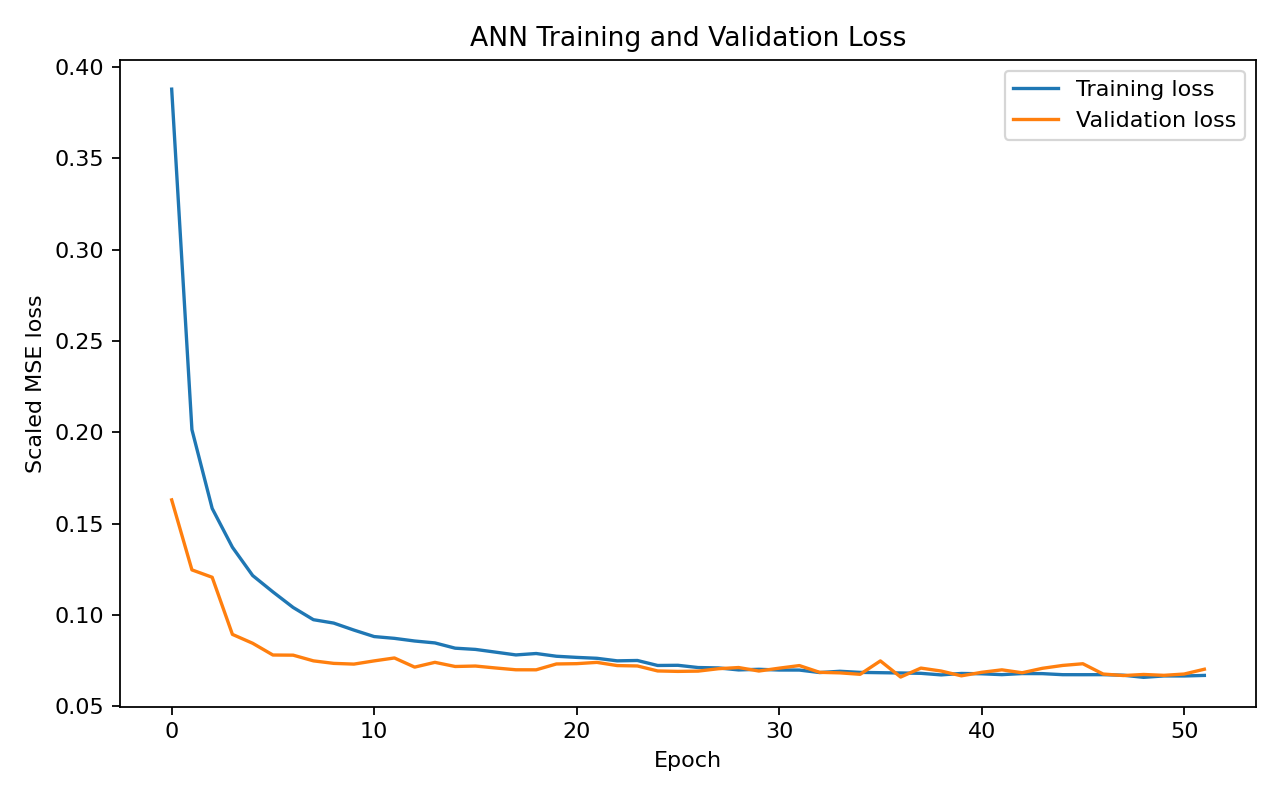 ANN Training and Validation Loss
Training loss
Validation loss
Scaled MSE loss
0.40
0.35
0.30
0.25
0.20
0.15
0.10
0.05
0 10 20 30 40 50
Epoch